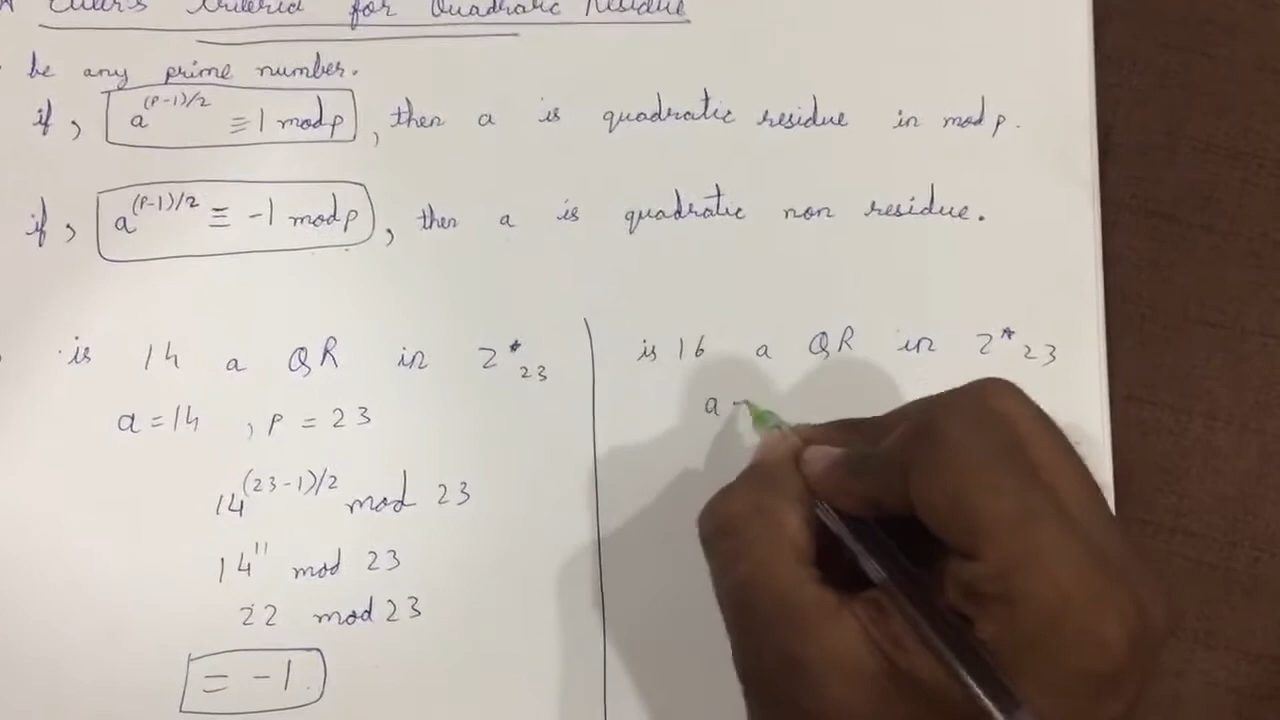 Euler's Criteria for Quadratic Residue
be any prime number.
if, a^(P-1)/2 ≡ 1 mod p, then a is quadratic residue in mod p.
if, a^(P-1)/2 ≡ -1 mod p, then a is quadratic non residue.
is 14 a QR in Z*23
a = 14, P = 23
14^(23-1)/2 mod 23
14^11 mod 23
22 mod 23
= -1
is 16 a QR in Z*23
a -